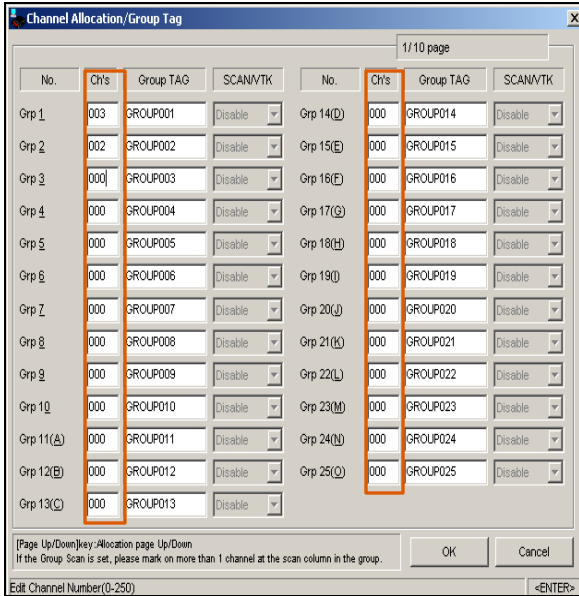 Channel Allocation/Group Tag
1/10 page
No. Ch's Group TAG SCAN/VTK No. Ch's Group TAG SCAN/VTK
Grp 1 003 GROUP001 Disable Grp 14(D) 000 GROUP014 Disable
Grp 2 002 GROUP002 Disable Grp 15(E) 000 GROUP015 Disable
Grp 3 000 GROUP003 Disable Grp 16(F) 000 GROUP016 Disable
Grp 4 000 GROUP004 Disable Grp 17(G) 000 GROUP017 Disable
Grp 5 000 GROUP005 Disable Grp 18(H) 000 GROUP018 Disable
Grp 6 000 GROUP006 Disable Grp 19(I) 000 GROUP019 Disable
Grp 7 000 GROUP007 Disable Grp 20(J) 000 GROUP020 Disable
Grp 8 000 GROUP008 Disable Grp 21(K) 000 GROUP021 Disable
Grp 9 000 GROUP009 Disable Grp 22(L) 000 GROUP022 Disable
Grp 10 000 GROUP010 Disable Grp 23(M) 000 GROUP023 Disable
Grp 11(A) 000 GROUP011 Disable Grp 24(N) 000 GROUP024 Disable
Grp 12(B) 000 GROUP012 Disable Grp 25(O) 000 GROUP025 Disable
Grp 13(C) 000 GROUP013 Disable
[Page Up/Down]key:Allocation page Up/Down
If the Group Scan is set, please mark on more than 1 channel at the scan column in the group.
OK Cancel
Edit Channel Number(0-250) <ENTER>